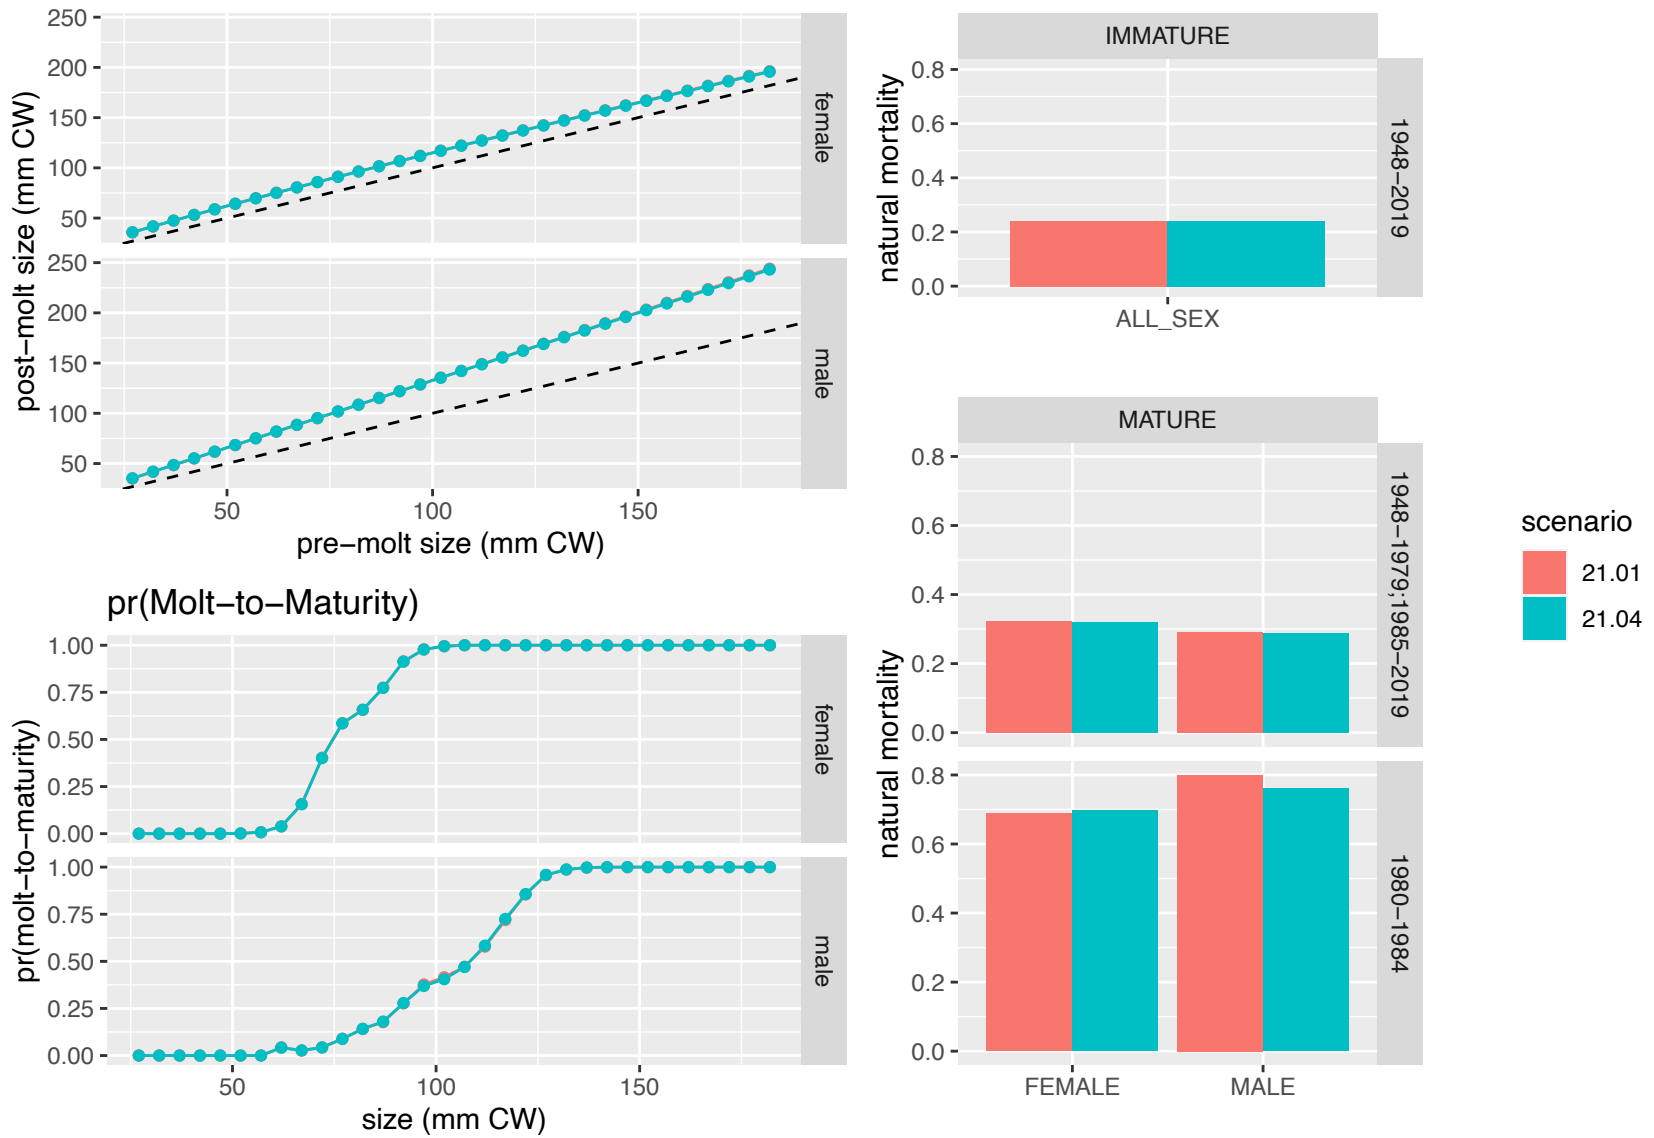 250
200
150
100
50
female
250
200
150
100
50
male
post−molt size (mm CW)
50
100
150
pre−molt size (mm CW)
pr(Molt−to−Maturity)
1.00
0.75
0.50
0.25
0.00
female
1.00
0.75
0.50
0.25
0.00
male
pr(molt−to−maturity)
50
100
150
size (mm CW)
IMMATURE
0.8
0.6
0.4
0.2
0.0
natural mortality
1948−2019
ALL_SEX
MATURE
0.8
0.6
0.4
0.2
0.0
1948−1979;1985−2019
natural mortality
0.8
0.6
0.4
0.2
0.0
1980−1984
FEMALE
MALE
scenario
21.01
21.04